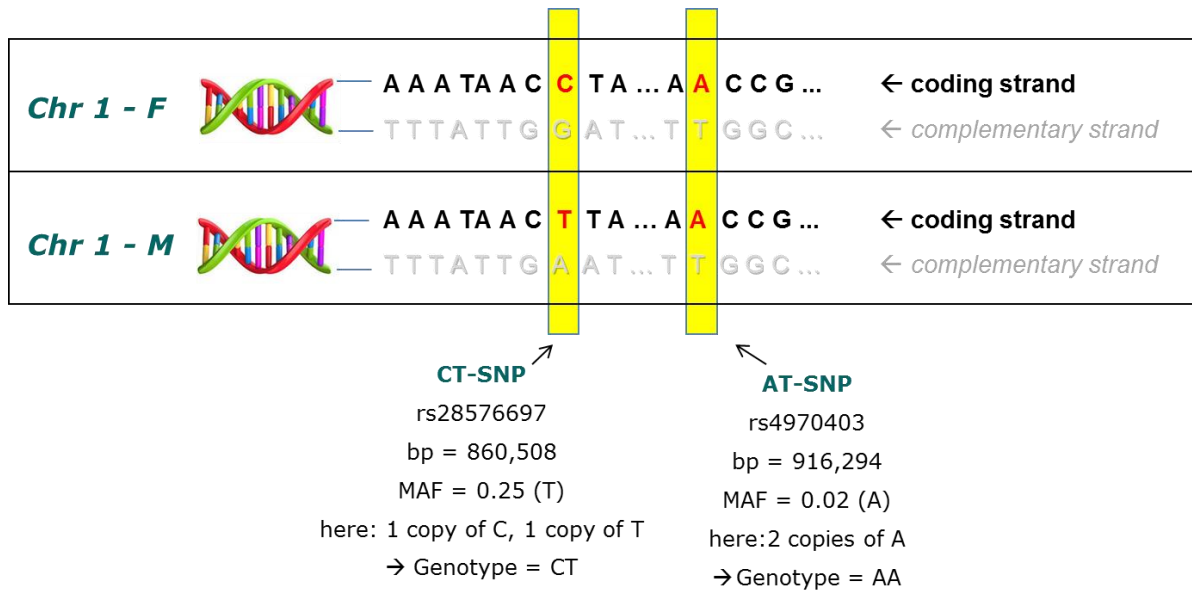 Chr 1 - F
A A A TAA C C TA ... A A C C G ... ← coding strand
T T T A T T G G A T ... T T G G C ... ← complementary strand
Chr 1 - M
A A A TAA C T TA ... A A C C G ... ← coding strand
T T T A T T G A A T ... T T G G C ... ← complementary strand
CT-SNP
rs28576697
bp = 860,508
MAF = 0.25 (T)
here: 1 copy of C, 1 copy of T
→ Genotype = CT
AT-SNP
rs4970403
bp = 916,294
MAF = 0.02 (A)
here:2 copies of A
→ Genotype = AA